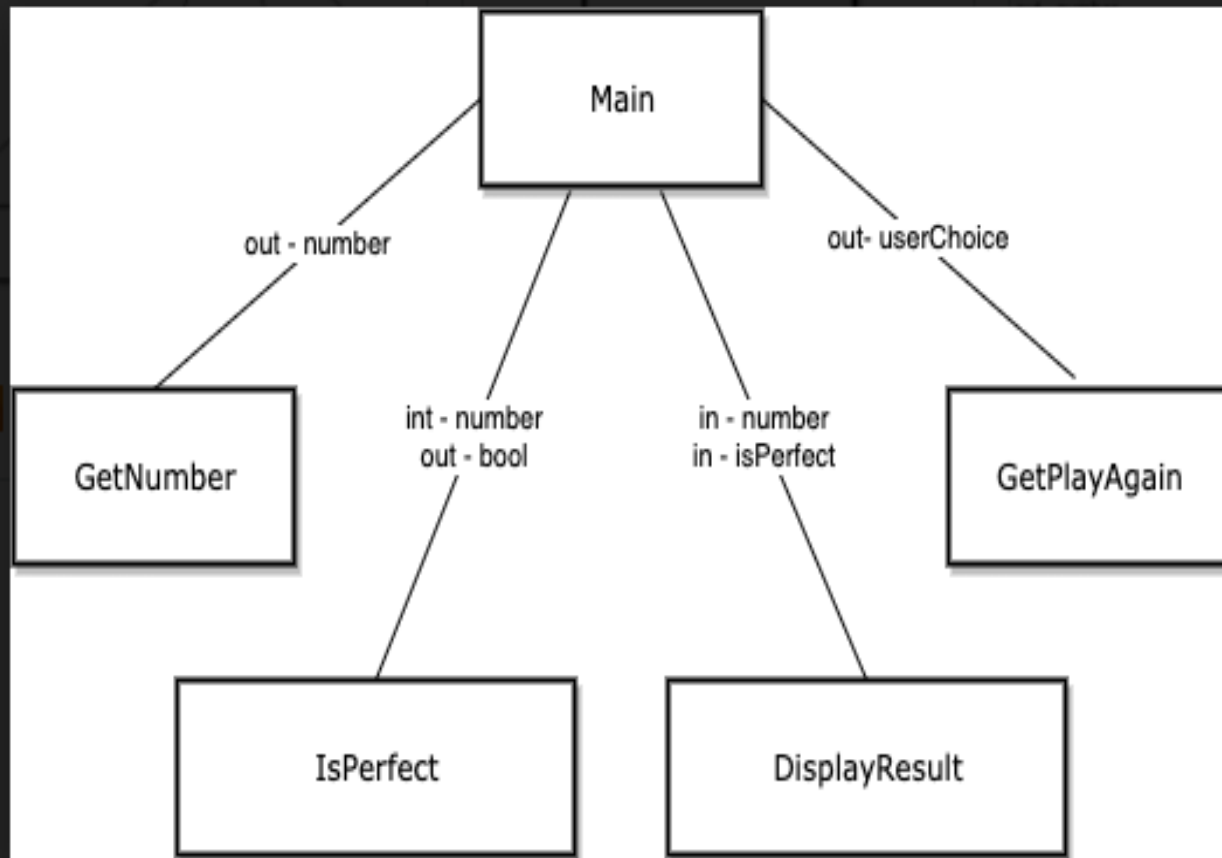 Main
out - number
out- userChoice
int - number
out - bool
in - number
in - isPerfect
GetNumber
GetPlayAgain
IsPerfect
DisplayResult